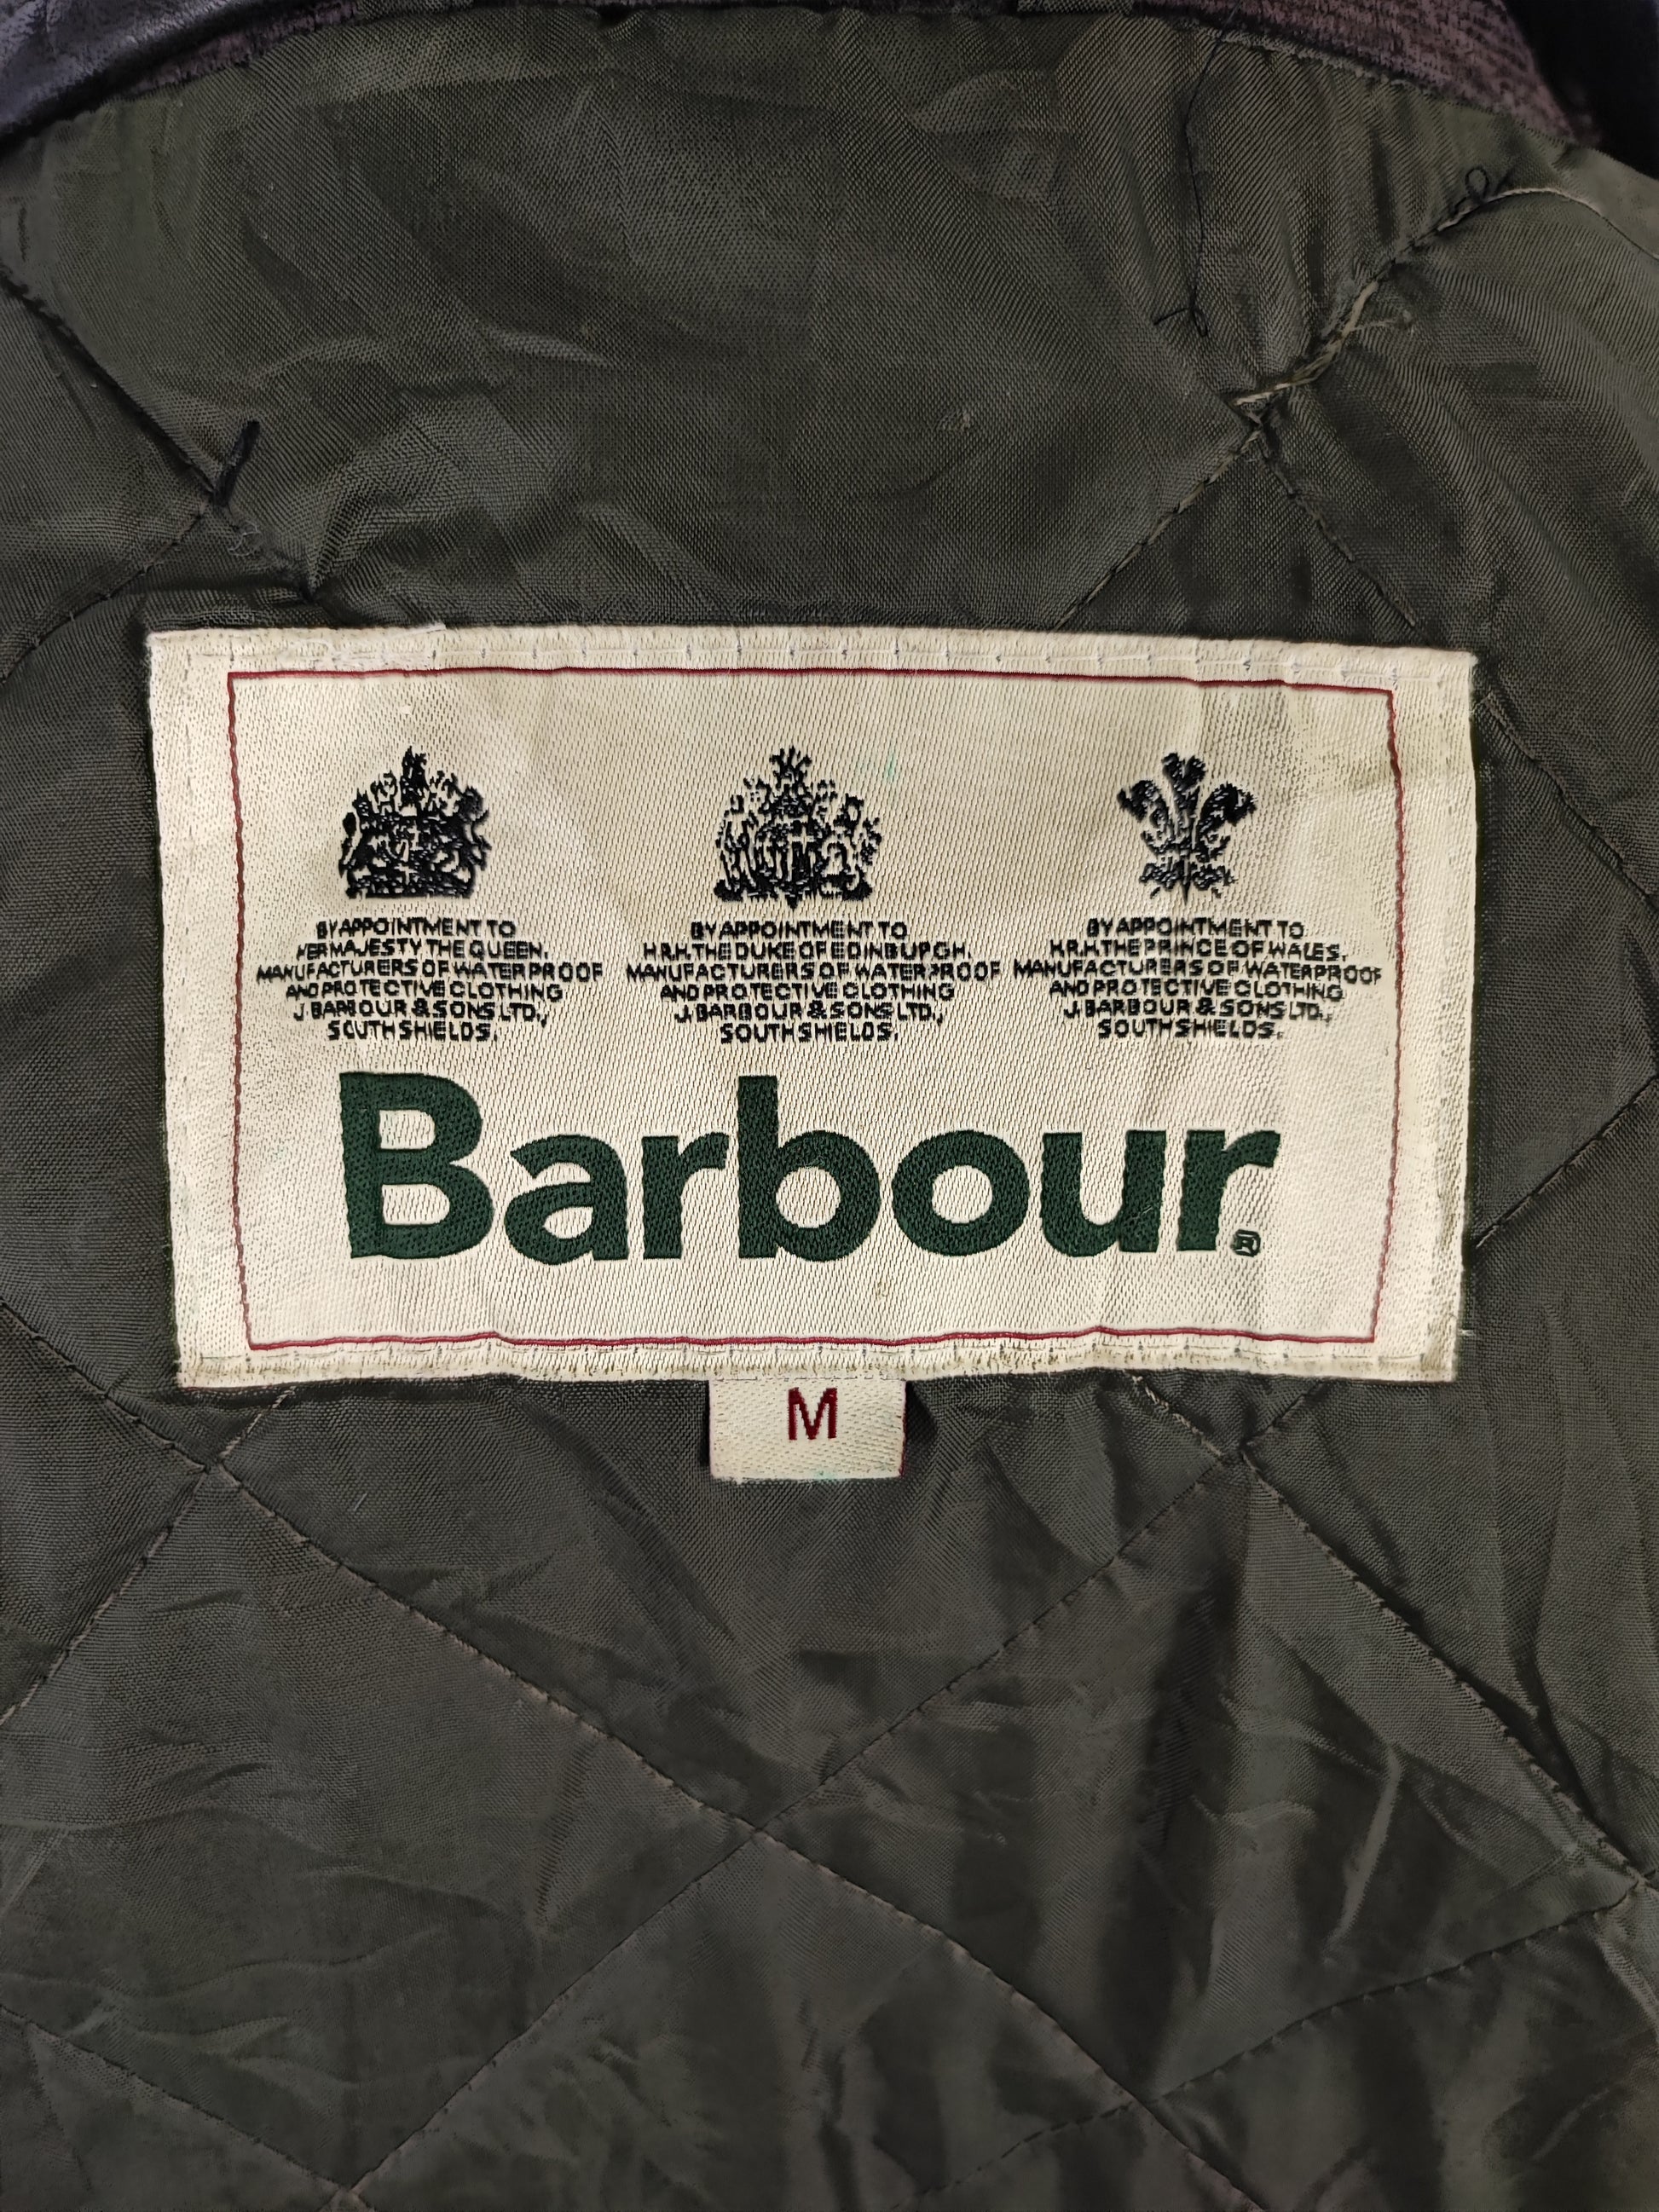 BY APPOINTMENT TO
HER MAJESTY THE QUEEN.
MANUFACTURERS OF WATERPROOF
AND PROTECTIVE CLOTHING
J. BARBOUR & SONS LTD.,
SOUTH SHIELDS.
BY APPOINTMENT TO
H.R.H. THE DUKE OF EDINBURGH.
MANUFACTURERS OF WATERPROOF
AND PROTECTIVE CLOTHING
J. BARBOUR & SONS LTD.,
SOUTH SHIELDS.
BY APPOINTMENT TO
H.R.H. THE PRINCE OF WALES.
MANUFACTURERS OF WATERPROOF
AND PROTECTIVE CLOTHING
J. BARBOUR & SONS LTD.,
SOUTH SHIELDS.
Barbour®
M